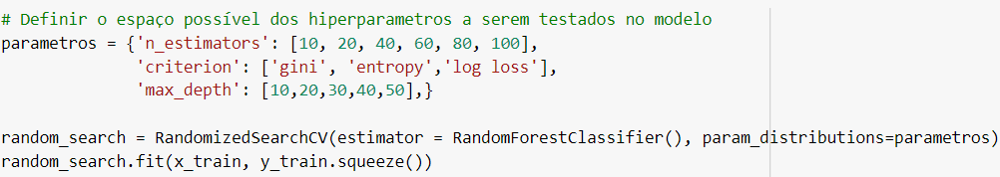 # Definir o espaço possível dos hiperparametros a serem testados no modelo
parametros = {'n_estimators': [10, 20, 40, 60, 80, 100],
'criterion': ['gini', 'entropy','log loss'],
'max_depth': [10,20,30,40,50],}
random_search = RandomizedSearchCV(estimator = RandomForestClassifier(), param_distributions=parametros)
random_search.fit(x_train, y_train.squeeze())